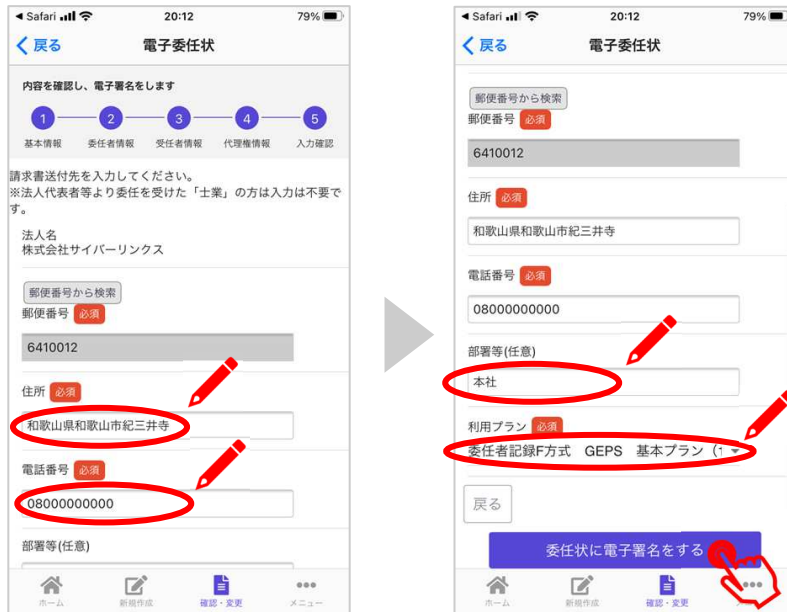 ◀ Safari 20:12 79%
戻る 電子委任状
内容を確認し、電子署名をします
1 2 3 4 5
基本情報 委任者情報 受任者情報 代理権情報 入力確認
請求書送付先を入力してください。
※法人代表者等より委任を受けた「士業」の方は入力は不要で
す。
法人名
株式会社サイバーリンクス
郵便番号から検索
郵便番号 必須
6410012
住所 必須
和歌山県和歌山市紀三井寺
電話番号 必須
08000000000
部署等(任意)
ホーム 新規作成 確認・変更 メニュー
◀ Safari 20:12 79%
戻る 電子委任状
郵便番号から検索
郵便番号 必須
6410012
住所 必須
和歌山県和歌山市紀三井寺
電話番号 必須
08000000000
部署等(任意)
本社
利用プラン 必須
委任者記録F方式 GEPS 基本プラン（1
戻る
委任状に電子署名をする
ホーム 新規作成 確認・変更